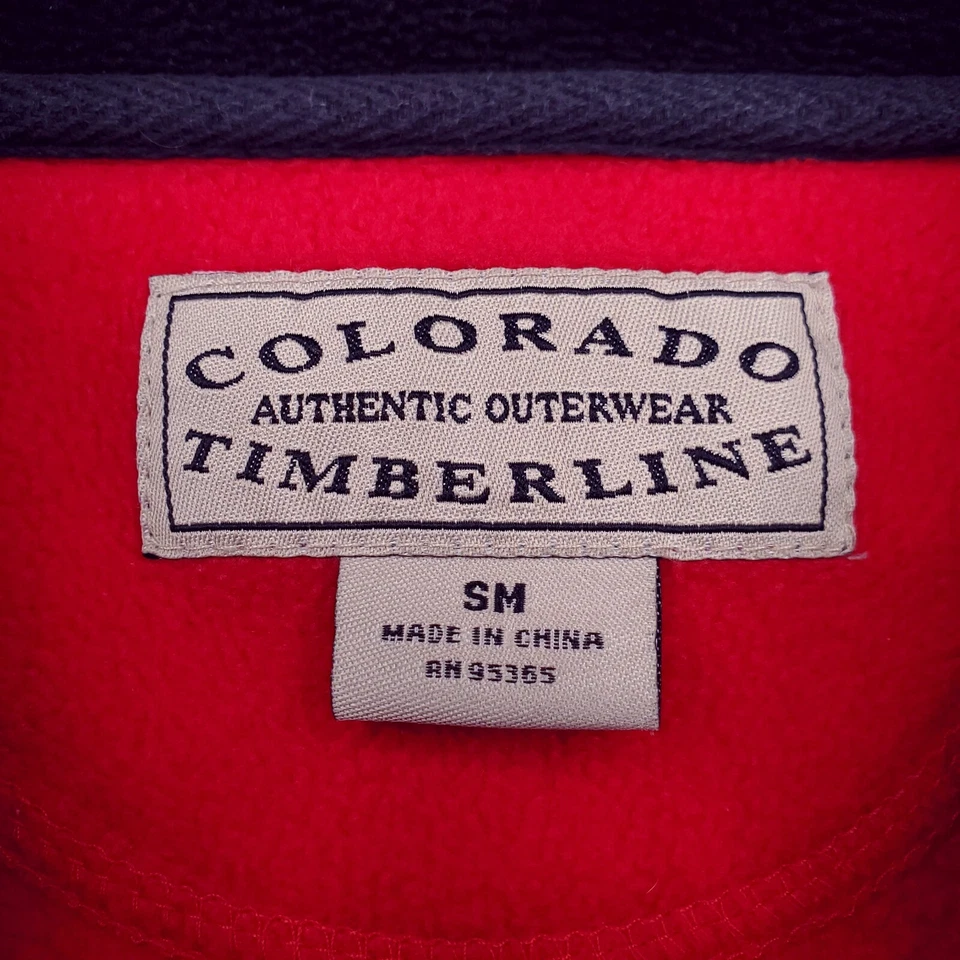 COLORADO
AUTHENTIC OUTERWEAR
TIMBERLINE
SM
MADE IN CHINA
RN 95365